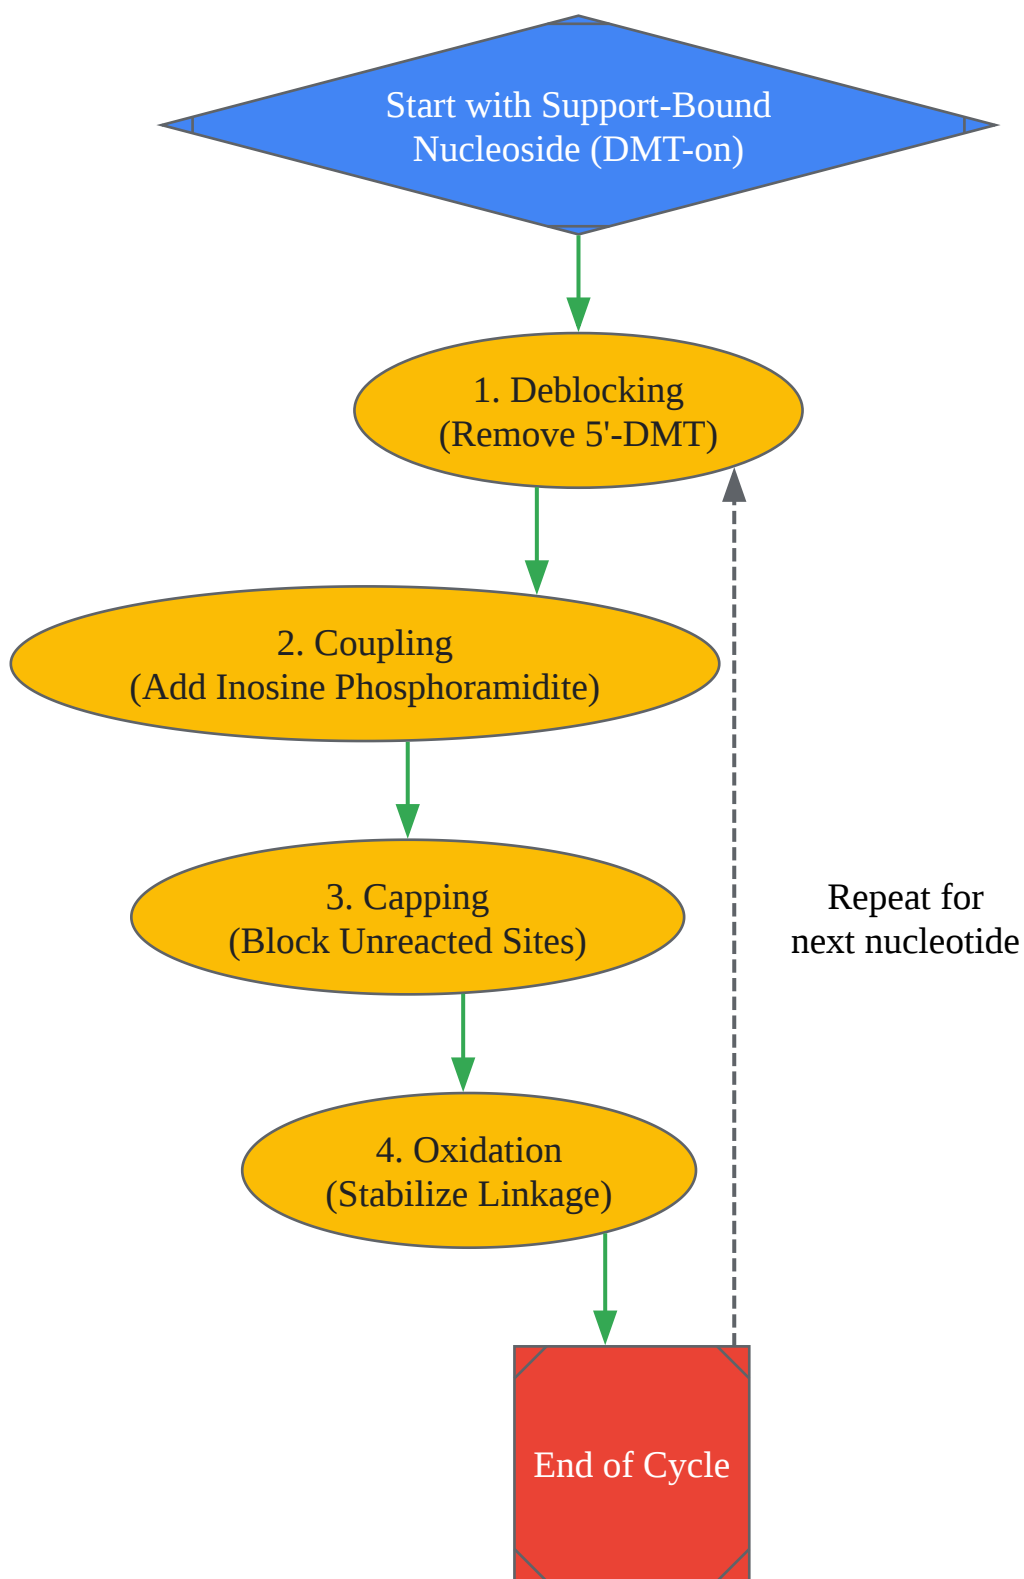 Start with Support-Bound
Nucleoside (DMT-on)
1. Deblocking
(Remove 5'-DMT)
2. Coupling
(Add Inosine Phosphoramidite)
3. Capping
(Block Unreacted Sites)
Repeat for
next nucleotide
4. Oxidation
(Stabilize Linkage)
End of Cycle